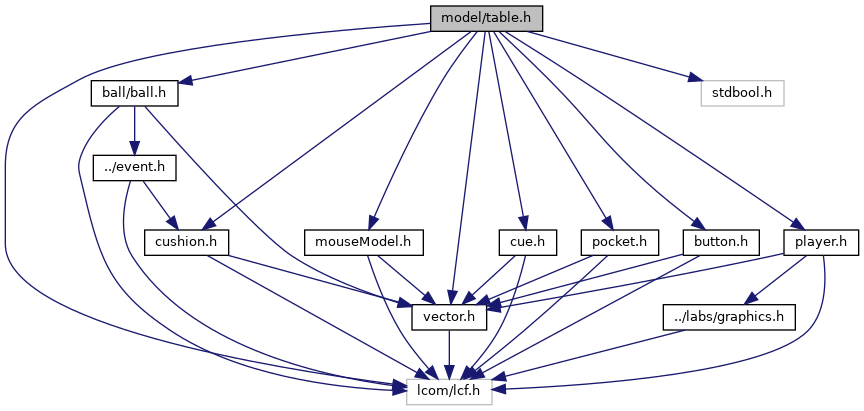 model/table.h
ball/ball.h
stdbool.h
../event.h
cushion.h
mouseModel.h
cue.h
pocket.h
button.h
player.h
vector.h
../labs/graphics.h
lcom/lcf.h